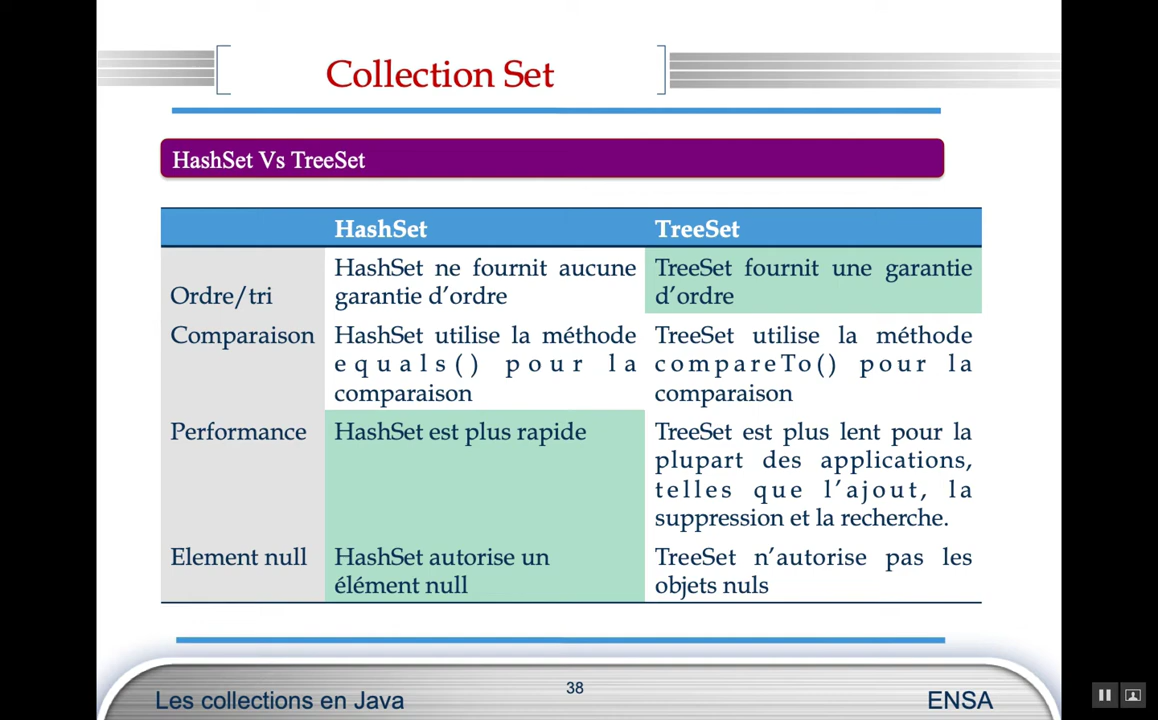 Collection Set
HashSet Vs TreeSet
HashSet TreeSet
Ordre/tri
HashSet ne fournit aucune
garantie d'ordre
TreeSet fournit une garantie
d'ordre
Comparaison
HashSet utilise la méthode
equals() pour la
comparaison
TreeSet utilise la méthode
compareTo() pour la
comparaison
Performance
HashSet est plus rapide
TreeSet est plus lent pour la
plupart des applications,
telles que l'ajout, la
suppression et la recherche.
Element null
HashSet autorise un
élément null
TreeSet n'autorise pas les
objets nuls
Les collections en Java
38
ENSA